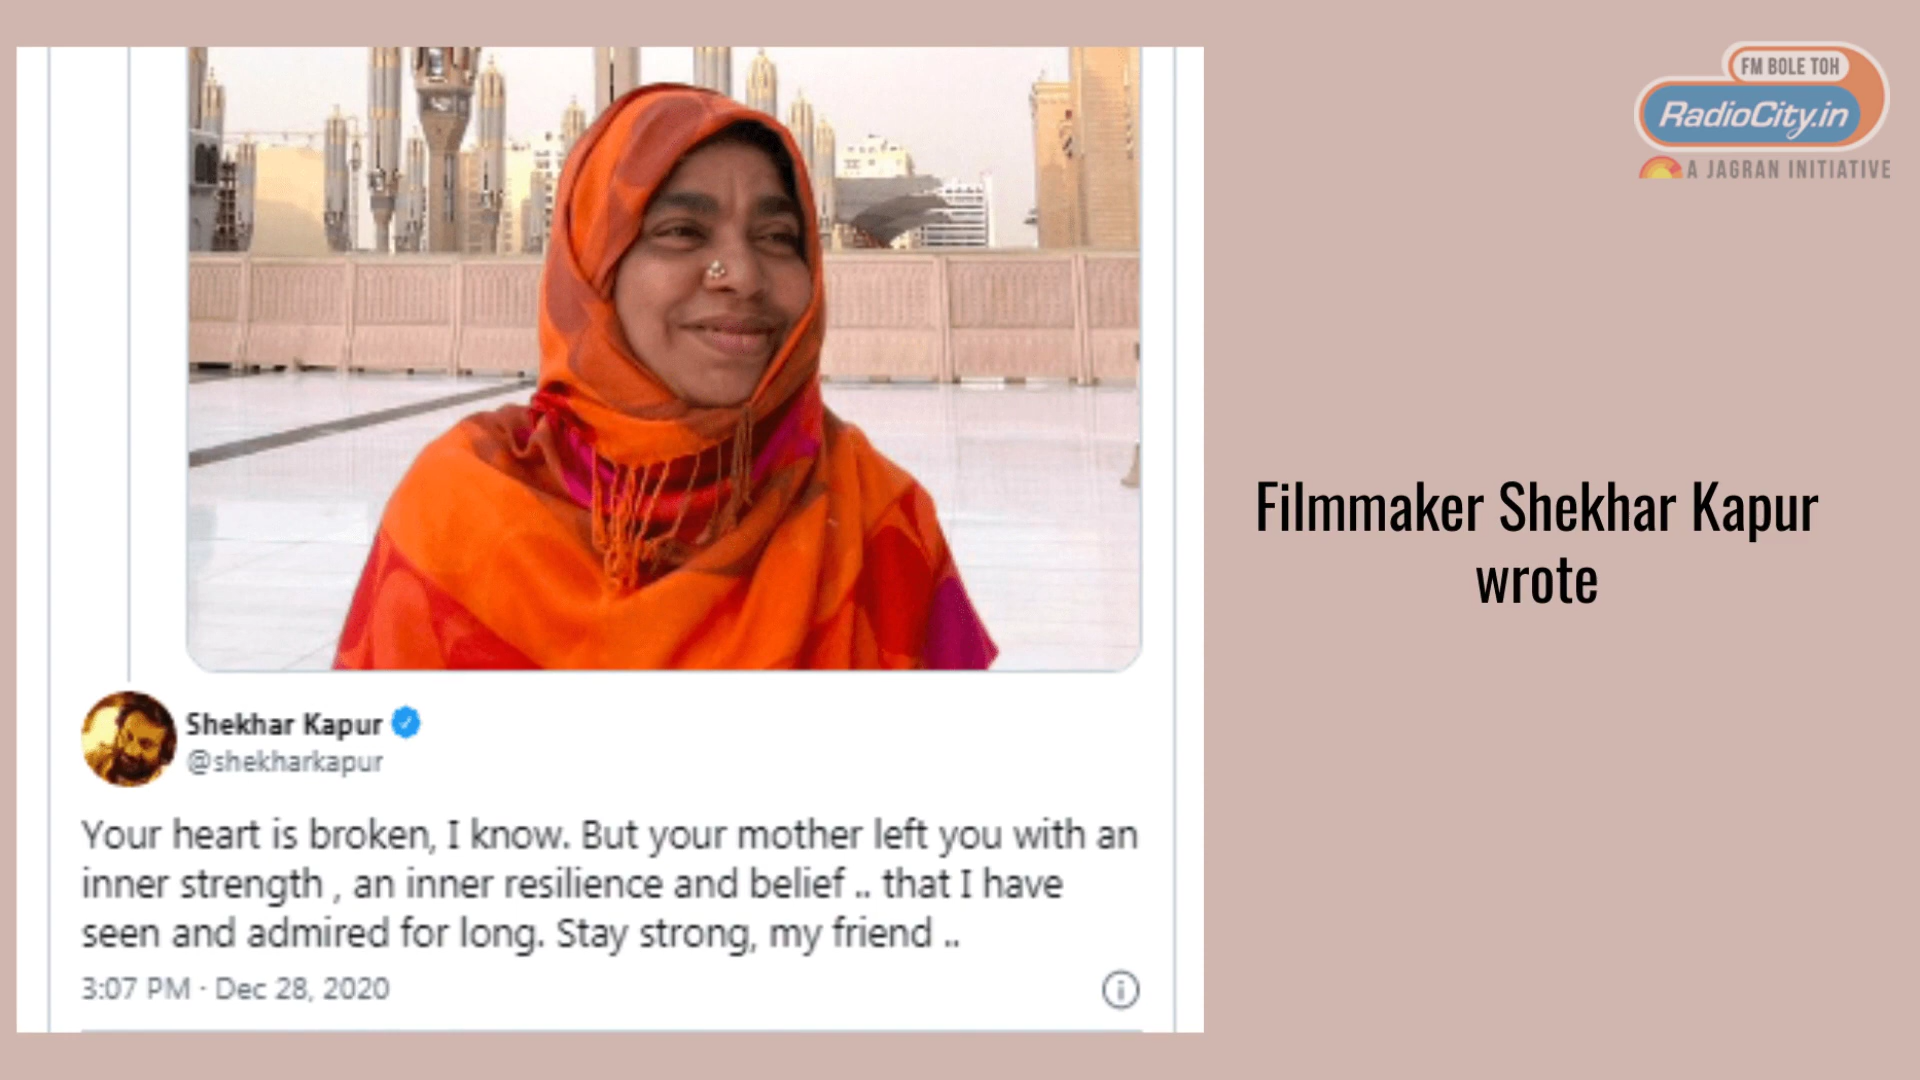 FM BOLE TOH
RadioCity.in
A JAGRAN INITIATIVE
Shekhar Kapur
@shekharkapur
Your heart is broken, I know. But your mother left you with an
inner strength , an inner resilience and belief .. that I have
seen and admired for long. Stay strong, my friend ..
3:07 PM · Dec 28, 2020
Filmmaker Shekhar Kapur
wrote